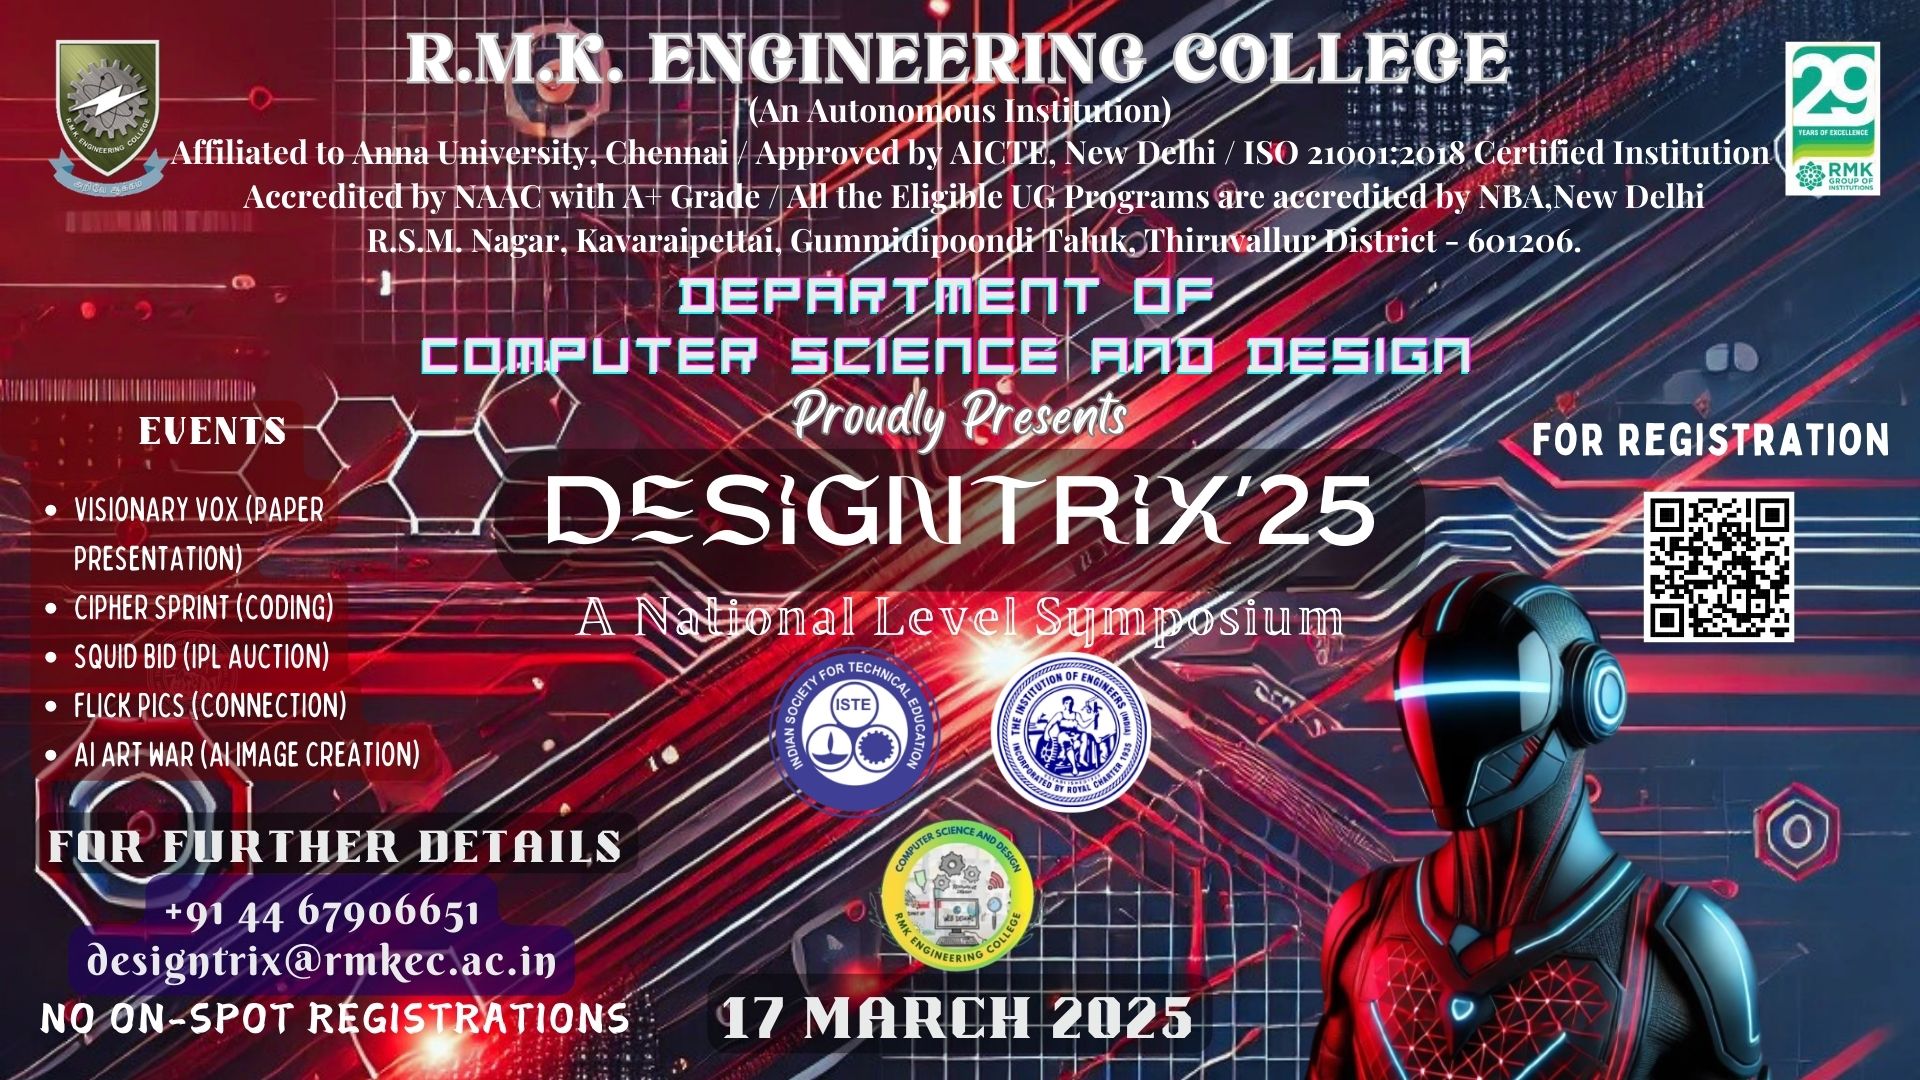 R.M.K. ENGINEERING COLLEGE
(An Autonomous Institution)
Affiliated to Anna University, Chennai / Approved by AICTE, New Delhi / ISO 21001:2018 Certified Institution
Accredited by NAAC with A+ Grade / All the Eligible UG Programs are accredited by NBA,New Delhi
R.S.M. Nagar, Kavaraipettai, Gummidipoondi Taluk, Thiruvallur District - 601206.
R.M.K. ENGINEERING COLLEGE
அறிவே ஆக்கம்
29
YEARS OF EXCELLENCE
RMK
GROUP OF
INSTITUTIONS
DEPARTMENT OF
COMPUTER SCIENCE AND DESIGN
Proudly Presents
DESIGNTRIX'25
A National Level Symposium
EVENTS
• VISIONARY VOX (PAPER
PRESENTATION)
• CIPHER SPRINT (CODING)
• SQUID BID (IPL AUCTION)
• FLICK PICS (CONNECTION)
• AI ART WAR (AI IMAGE CREATION)
FOR REGISTRATION
INDIAN SOCIETY FOR TECHNICAL EDUCATION
ISTE
THE INSTITUTION OF ENGINEERS (INDIA)
INCORPORATED BY ROYAL CHARTER 1935
COMPUTER SCIENCE AND DESIGN
WEB DESIGN
RMK ENGINEERING COLLEGE
FOR FURTHER DETAILS
+91 44 67906651
designtrix@rmkec.ac.in
NO ON-SPOT REGISTRATIONS
17 MARCH 2025